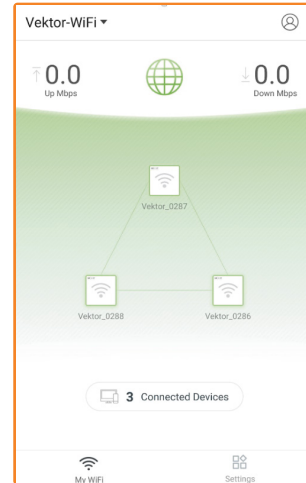 Vektor-WiFi
0.0
Up Mbps
0.0
Down Mbps
Vektor_0287
Vektor_0288
Vektor_0286
3 Connected Devices
My WiFi
Settings